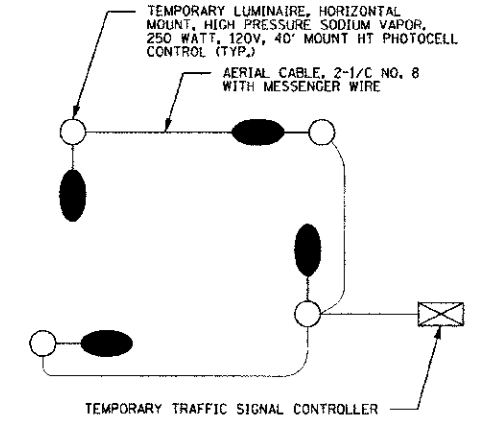 TEMPORARY LUMINAIRE, HORIZONTAL
MOUNT, HIGH PRESSURE SODIUM VAPOR,
250 WATT, 120V, 40' MOUNT HT PHOTOCELL
CONTROL (TYP.)
AERIAL CABLE, 2-1/C NO. 8
WITH MESSENGER WIRE
TEMPORARY TRAFFIC SIGNAL CONTROLLER